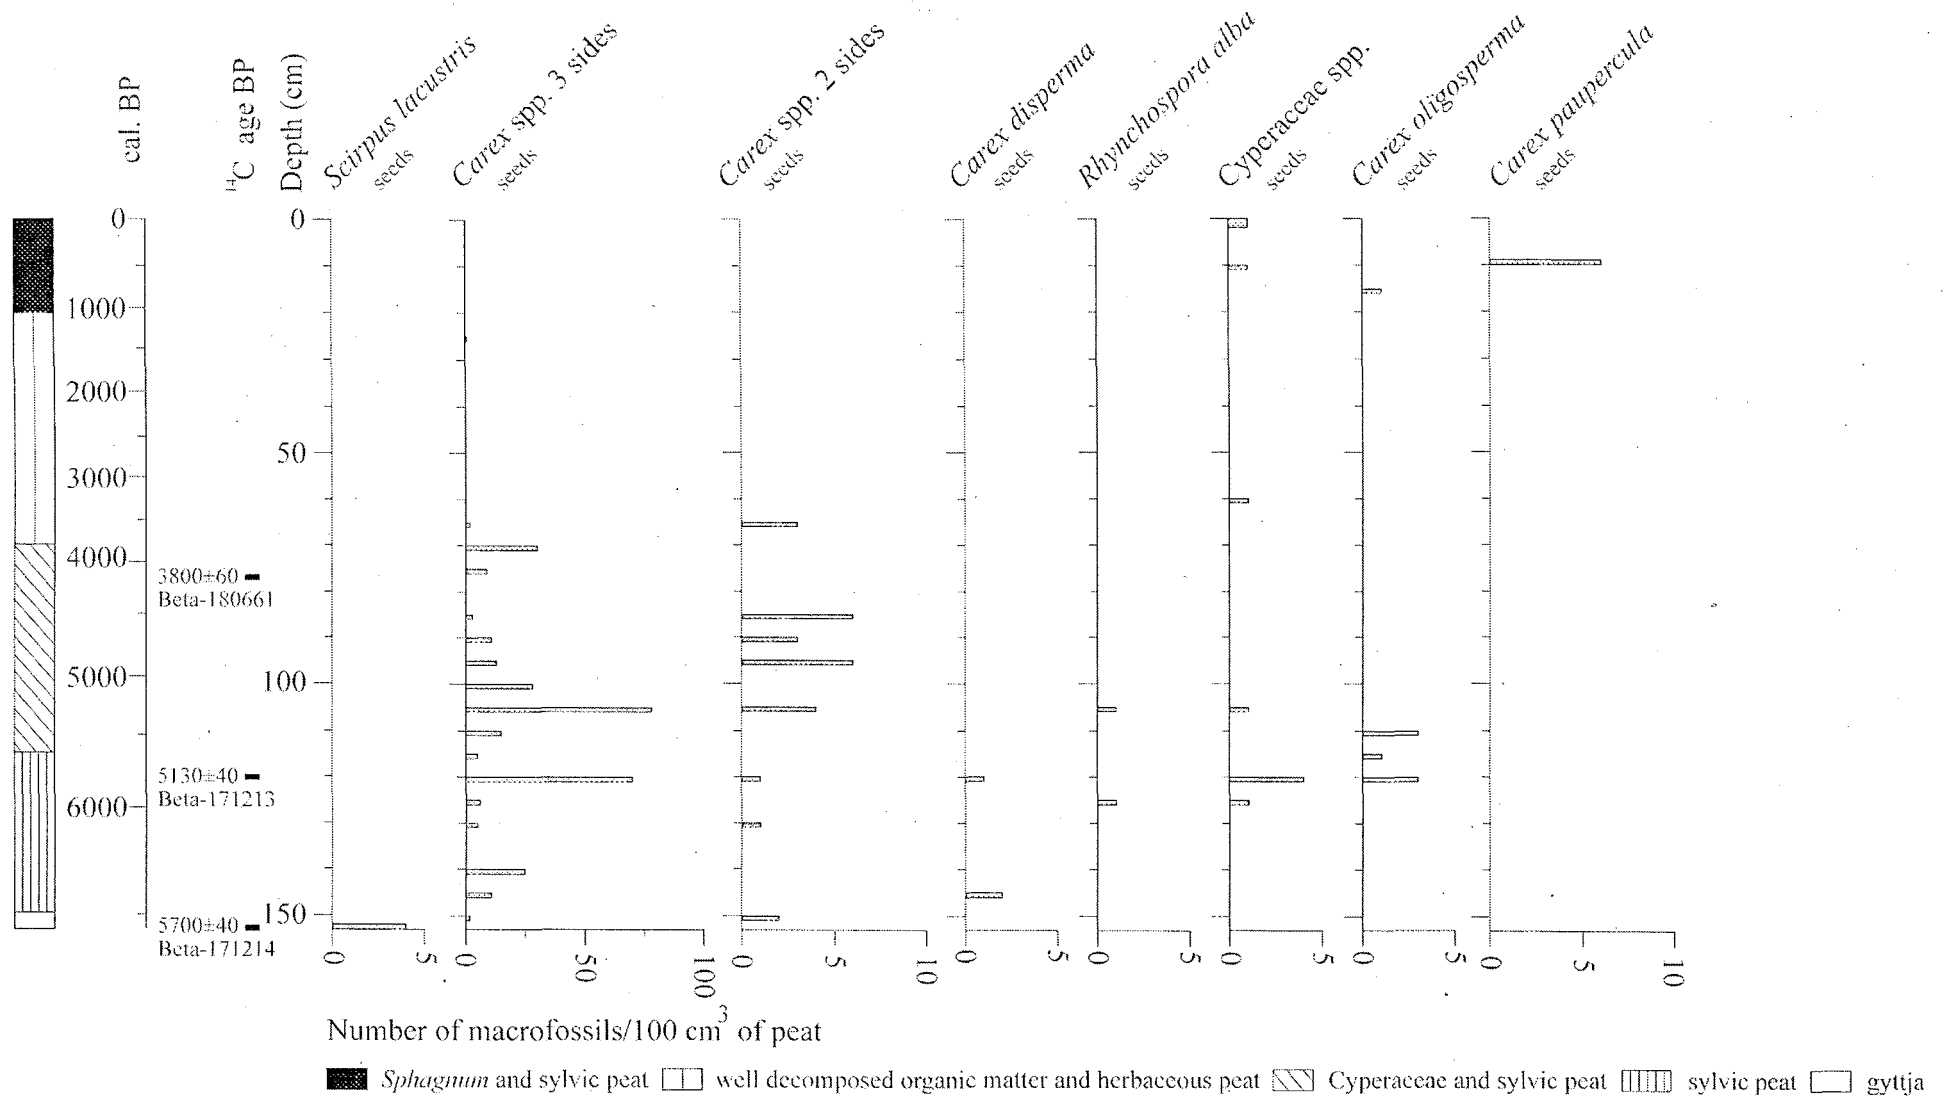 cal. BP
¹⁴C age BP
Depth (cm)
Scirpus lacustris
seeds
Carex spp. 3 sides
seeds
Carex spp. 2 sides
seeds
Carex disperma
seeds
Rhynchospora alba
seeds
Cyperaceae spp.
seeds
Carex oligosperma
seeds
Carex paupercula
seeds
0
1000
2000
3000
4000
5000
6000
3800±60
Beta-180661
5130±40
Beta-171213
5700±40
Beta-171214
0
50
100
150
0 5
0 50 100
0 5 10
0 5
0 5
0 5
0 5
0 5 10
Number of macrofossils/100 cm³ of peat
Sphagnum and sylvic peat well decomposed organic matter and herbaceous peat Cyperaceae and sylvic peat sylvic peat gyttja